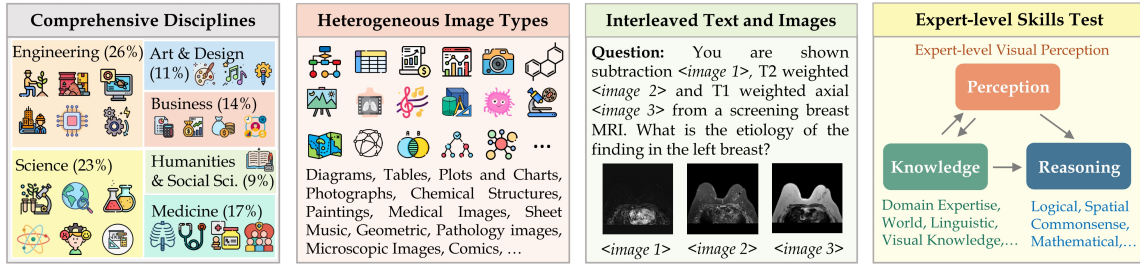 Comprehensive Disciplines
Engineering (26%)
Art & Design
(11%)
Business (14%)
Science (23%)
Humanities
& Social Sci. (9%)
Medicine (17%)
Heterogeneous Image Types
Diagrams, Tables, Plots and Charts,
Photographs, Chemical Structures,
Paintings, Medical Images, Sheet
Music, Geometric, Pathology images,
Microscopic Images, Comics, …
Interleaved Text and Images
Question: You are shown
subtraction <image 1>, T2 weighted
<image 2> and T1 weighted axial
<image 3> from a screening breast
MRI. What is the etiology of the
finding in the left breast?
<image 1> <image 2> <image 3>
Expert-level Skills Test
Expert-level Visual Perception
Perception
Knowledge
Reasoning
Domain Expertise,
World, Linguistic,
Visual Knowledge,…
Logical, Spatial
Commonsense,
Mathematical,…